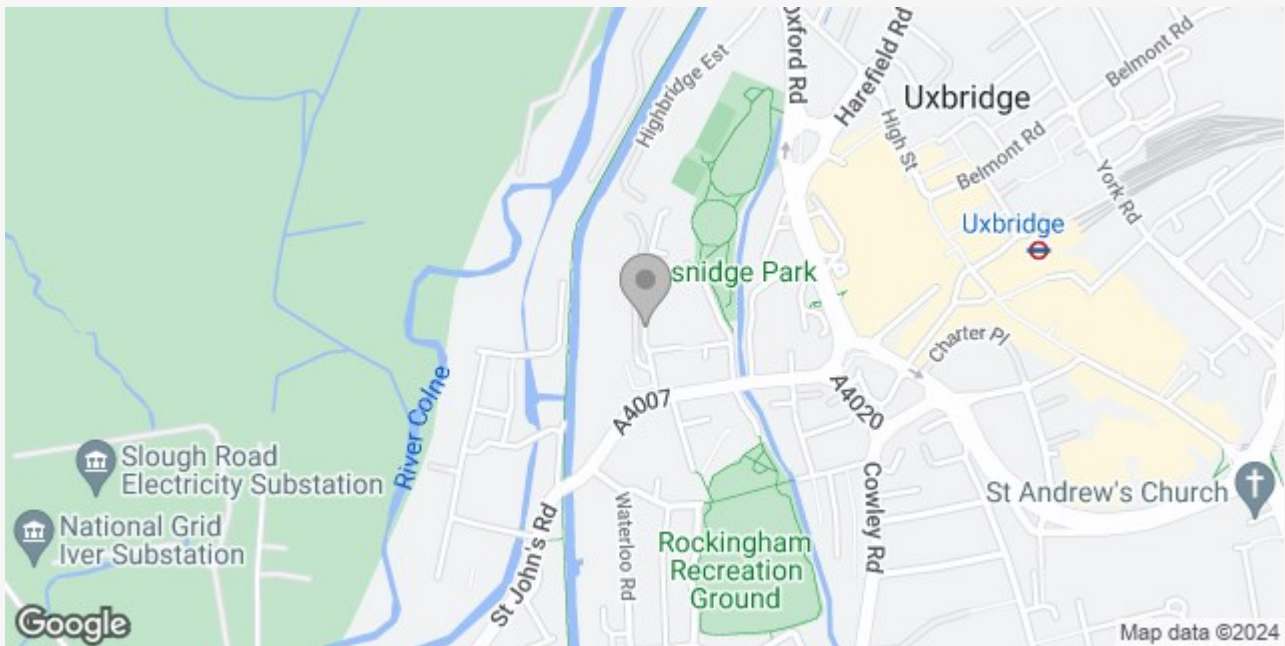 Oxford Rd
Harefield Rd
Belmont Rd
Highbridge Est
Uxbridge
High St
Belmont Rd
York Rd
Uxbridge
snidge Park
Charter Pl
A4007
A4020
River Colne
Slough Road
Electricity Substation
Cowley Rd
St Andrew's Church
National Grid
Iver Substation
Waterloo Rd
St John's Rd
Rockingham
Recreation
Ground
Google
Map data ©2024